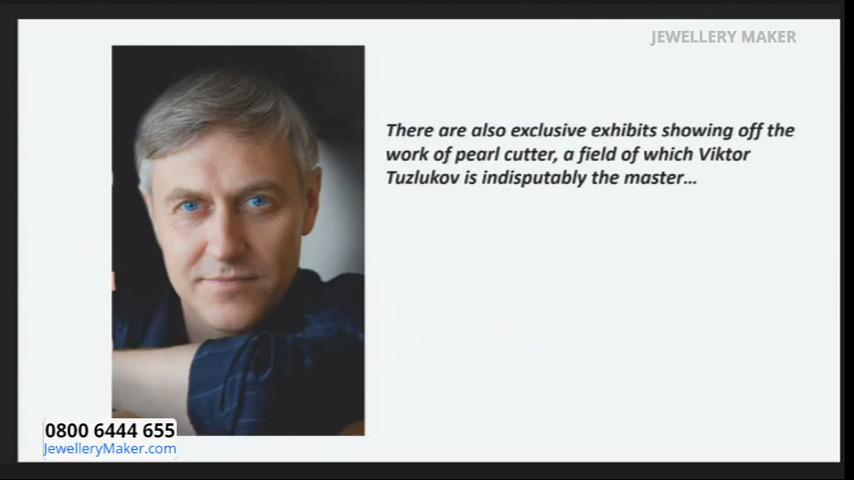 JEWELLERY MAKER
There are also exclusive exhibits showing off the
work of pearl cutter, a field of which Viktor
Tuzlukov is indisputably the master...
0800 6444 655
JewelleryMaker.com